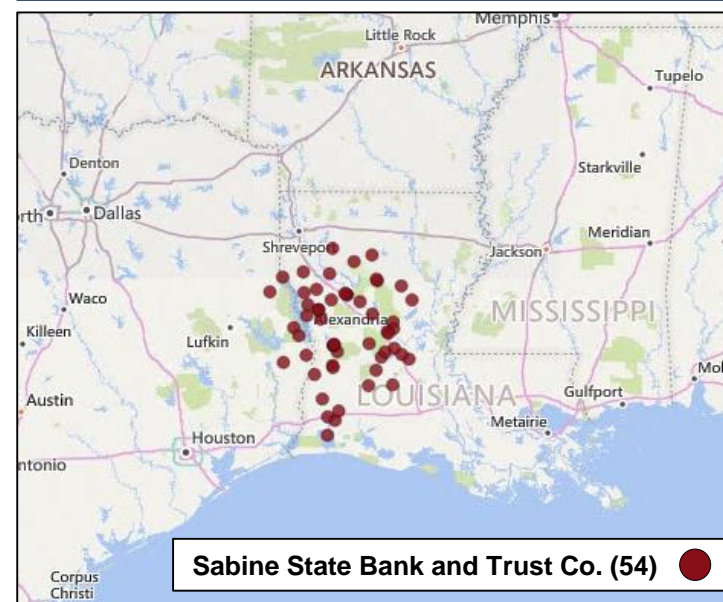 Memphis
Little Rock
ARKANSAS
Tupelo
Denton
Starkville
rth
Dallas
Meridian
Shreveport
Jackson
Waco
MISSISSIPPI
Alexandria
Killeen
Lufkin
Mol
LOUISIANA
Gulfport
Austin
Metairie
Houston
ntonio
Sabine State Bank and Trust Co. (54)
Corpus
Christi